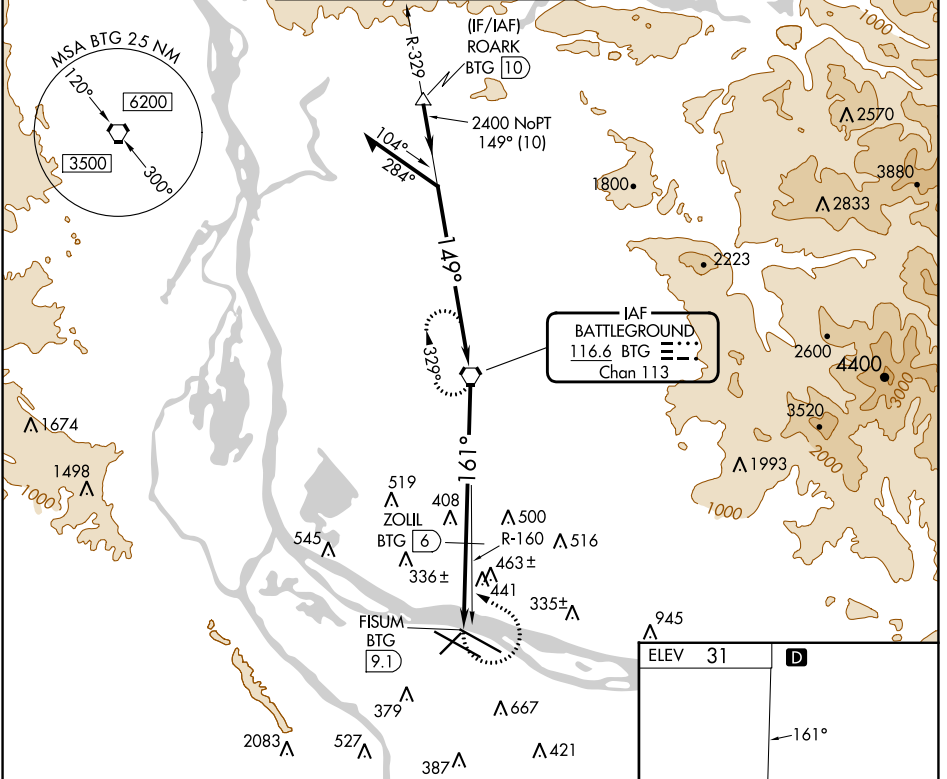 MSA BTG 25 NM
120°
6200
3500
300°
R-329
(IF/IAF)
ROARK
BTG 10
2400 NoPT
149° (10)
104°
284°
149°
329°
IAF
BATTLEGROUND
116.6 BTG
Chan 113
161°
1000
2570
3880
1800
2833
2223
2600
4400
3000
3520
2000
1993
1000
1674
1498
1000
519
408
500
ZOLIL
BTG 6
R-160
516
545
336±
463±
441
335±
FISUM
BTG
9.1
945
ELEV 31
D
161°
379
667
2083
527
387
421